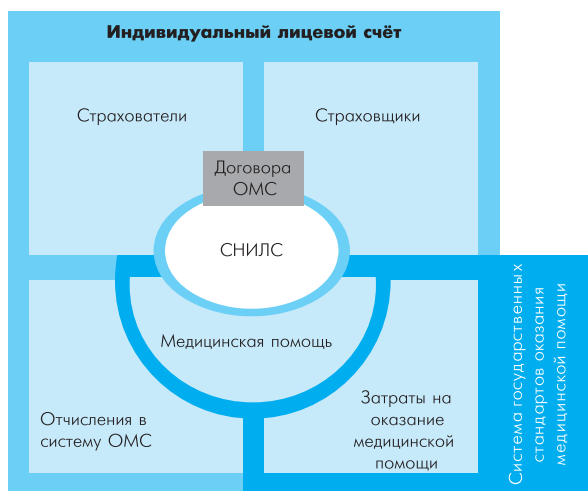 Индивидуальный лицевой счёт
Страхователи
Страховщики
Договора
ОМС
СНИЛС
Медицинская помощь
Отчисления в
систему ОМС
Затраты на
оказание
медицинской
помощи
Система государственных
стандартов оказания
медицинской помощи